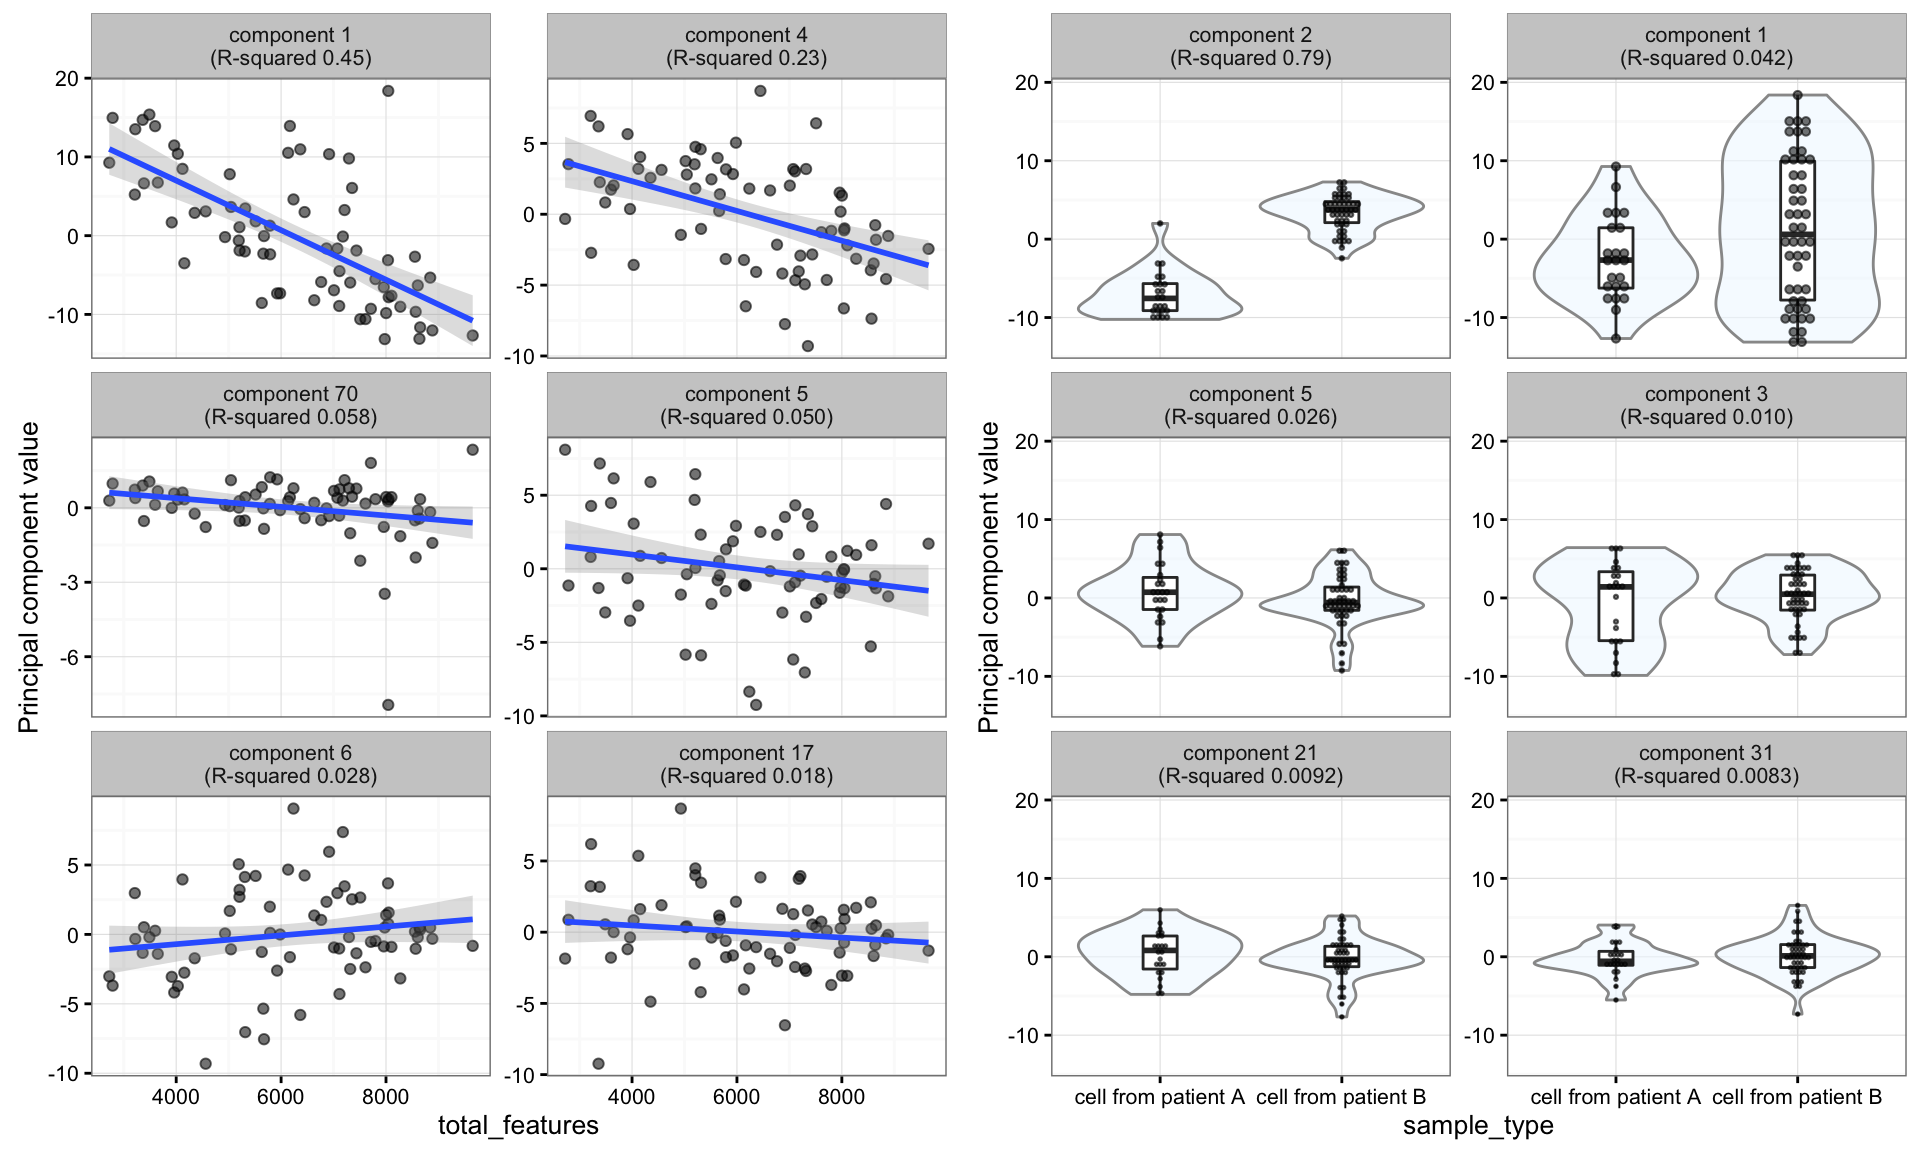 component 1
(R-squared 0.45)
component 4
(R-squared 0.23)
component 2
(R-squared 0.79)
component 1
(R-squared 0.042)
20
10
0
-10
5
0
-5
-10
20
10
0
-10
20
10
0
-10
component 70
(R-squared 0.058)
component 5
(R-squared 0.050)
component 5
(R-squared 0.026)
component 3
(R-squared 0.010)
0
-3
-6
5
0
-5
-10
20
10
0
-10
20
10
0
-10
Principal component value
Principal component value
component 6
(R-squared 0.028)
component 17
(R-squared 0.018)
component 21
(R-squared 0.0092)
component 31
(R-squared 0.0083)
5
0
-5
-10
5
0
-5
-10
20
10
0
-10
20
10
0
-10
4000 6000 8000
4000 6000 8000
cell from patient A cell from patient B
cell from patient A cell from patient B
total_features
sample_type